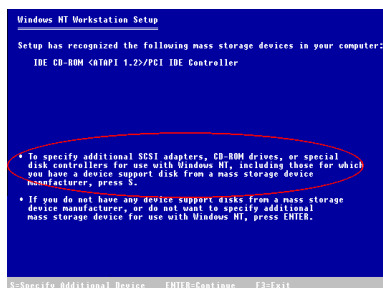 Windows NT Workstation Setup
Setup has recognized the following mass storage devices in your computer:
IDE CD-ROM <ATAPI 1.2>/PCI IDE Controller
• To specify additional SCSI adapters, CD-ROM drives, or special
disk controllers for use with Windows NT, including those for which
you have a device support disk from a mass storage device
manufacturer, press S.
• If you do not have any device support disks from a mass storage
device manufacturer, or do not want to specify additional
mass storage device for use with Windows NT, press ENTER.
S=Specify Additional Device ENTER=Continue F3=Exit